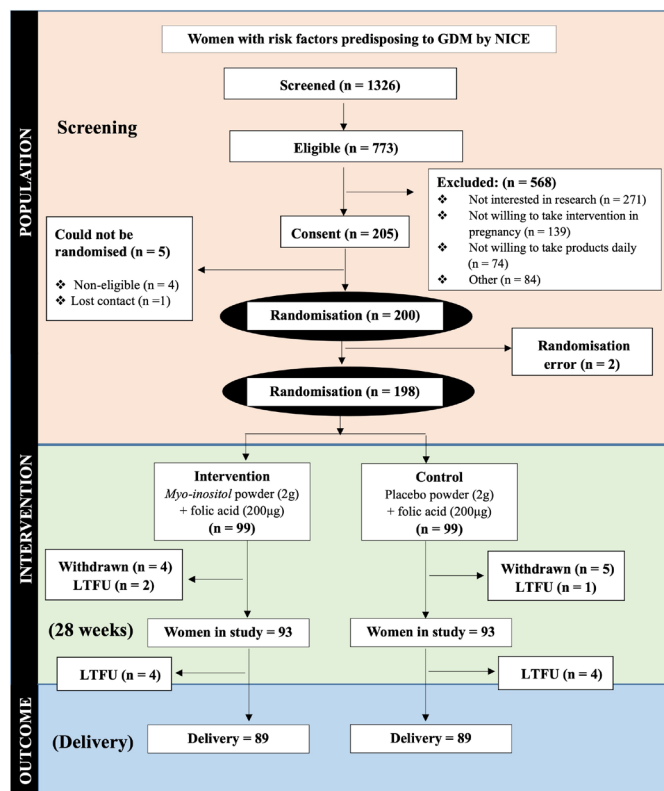 POPULATION
Women with risk factors predisposing to GDM by NICE
Screened (n = 1326)
Screening
Eligible (n = 773)
Excluded: (n = 568)
❖ Not interested in research (n = 271)
❖ Not willing to take intervention in
pregnancy (n = 139)
❖ Not willing to take products daily
(n = 74)
❖ Other (n = 84)
Consent (n = 205)
Could not be
randomised (n = 5)
❖ Non-eligible (n = 4)
❖ Lost contact (n =1)
Randomisation (n = 200)
Randomisation
error (n = 2)
Randomisation (n = 198)
INTERVENTION
Intervention
Myo-inositol powder (2g)
+ folic acid (200µg)
(n = 99)
Control
Placebo powder (2g)
+ folic acid (200µg)
(n = 99)
Withdrawn (n = 4)
LTFU (n = 2)
Withdrawn (n = 5)
LTFU (n = 1)
(28 weeks)
Women in study = 93
Women in study = 93
LTFU (n = 4)
LTFU (n = 4)
OUTCOME
(Delivery)
Delivery = 89
Delivery = 89